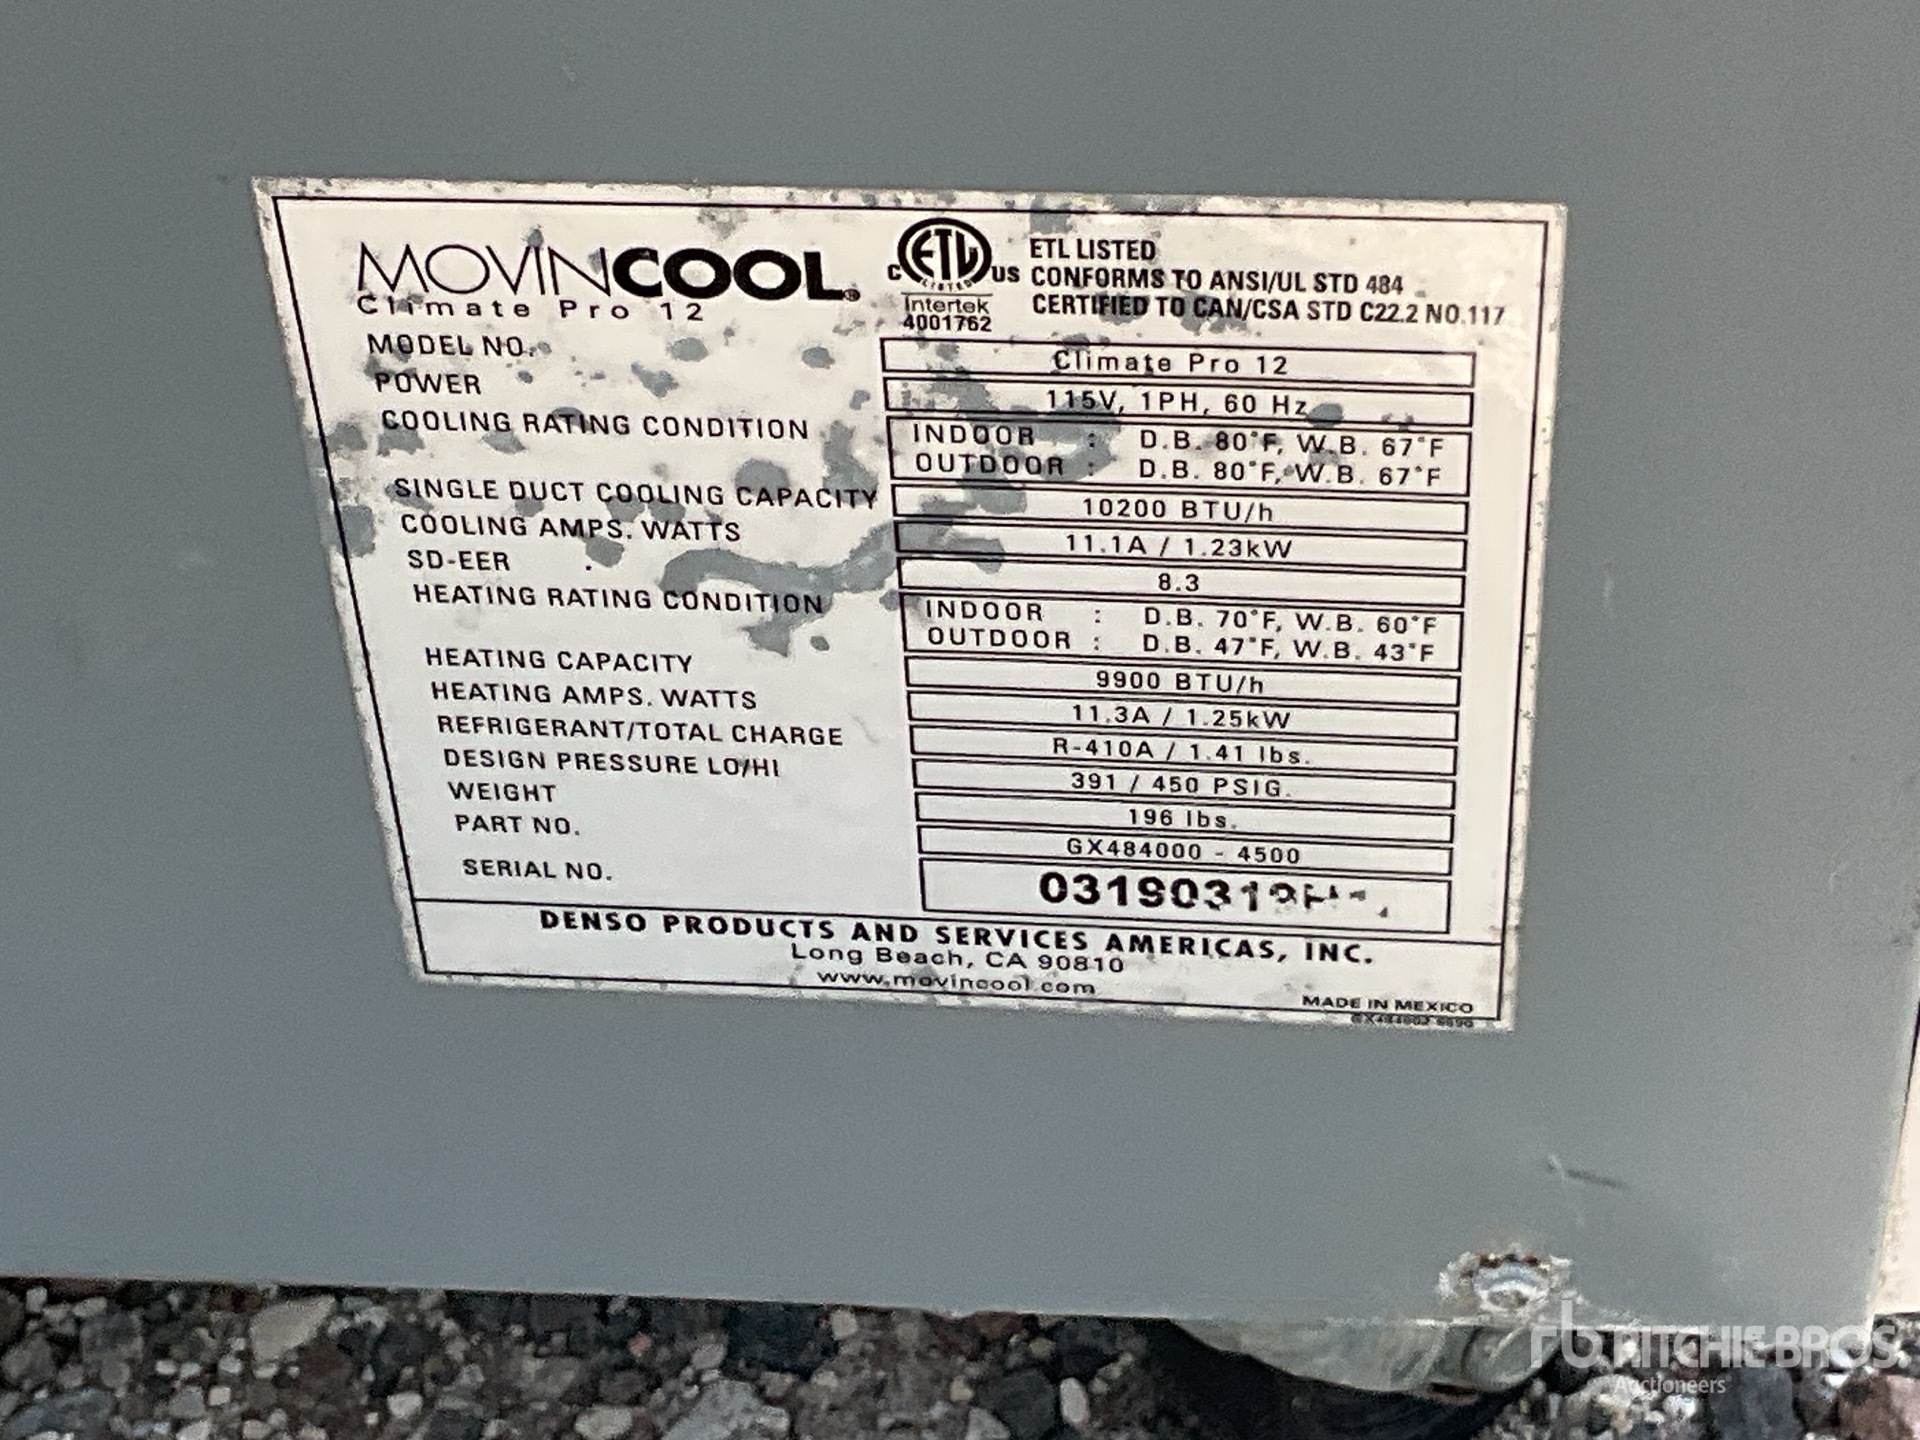 MOVINCOOL®
Climate Pro 12
C ETL LISTED US
Intertek
4001762
ETL LISTED
CONFORMS TO ANSI/UL STD 484
CERTIFIED TO CAN/CSA STD C22.2 NO.117
MODEL NO. Climate Pro 12
POWER 115V, 1PH, 60 Hz
COOLING RATING CONDITION INDOOR : D.B. 80°F, W.B. 67°F
OUTDOOR : D.B. 80°F, W.B. 67°F
SINGLE DUCT COOLING CAPACITY 10200 BTU/h
COOLING AMPS. WATTS 11.1A / 1.23kW
SD-EER 8.3
HEATING RATING CONDITION INDOOR : D.B. 70°F, W.B. 60°F
OUTDOOR : D.B. 47°F, W.B. 43°F
HEATING CAPACITY 9900 BTU/h
HEATING AMPS. WATTS 11.3A / 1.25kW
REFRIGERANT/TOTAL CHARGE R-410A / 1.41 lbs.
DESIGN PRESSURE LO/HI 391 / 450 PSIG.
WEIGHT 196 lbs.
PART NO. GX484000 - 4500
SERIAL NO.
DENSO PRODUCTS AND SERVICES AMERICAS, INC.
Long Beach, CA 90810
www.movincool.com
MADE IN MEXICO
rb RITCHIE BROS.
Auctioneers